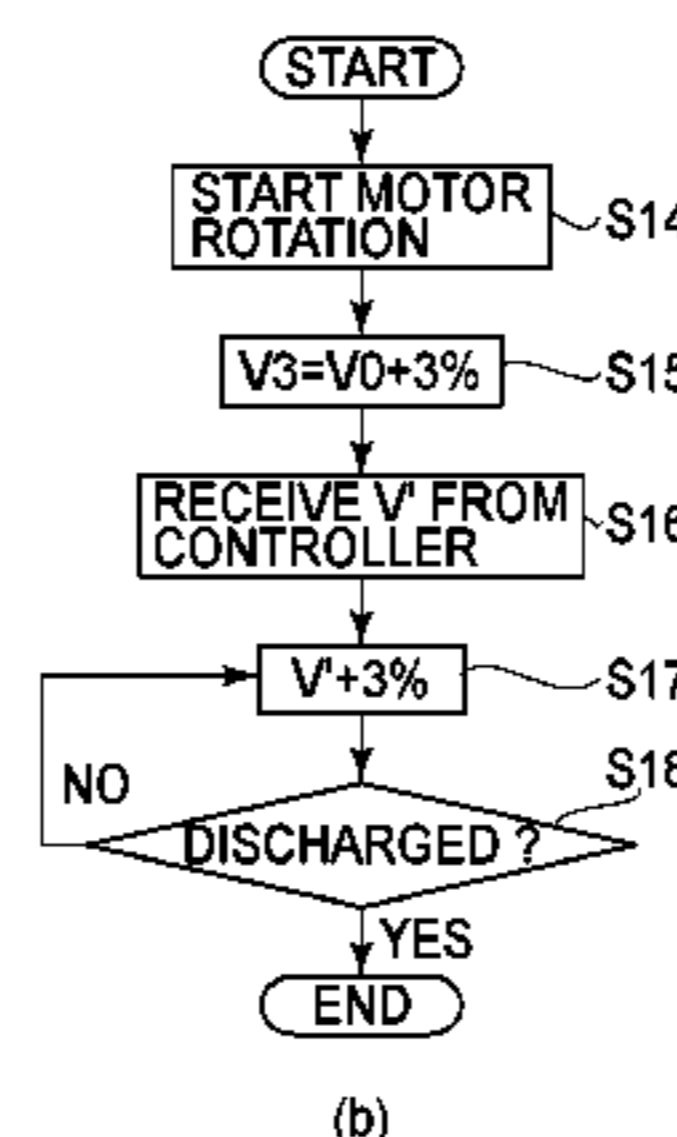 START
START MOTOR
ROTATION
S14
V3=V0+3%
S15
RECEIVE V' FROM
CONTROLLER
S16
V'+3%
S17
S18
NO
DISCHARGED ?
YES
END
(b)